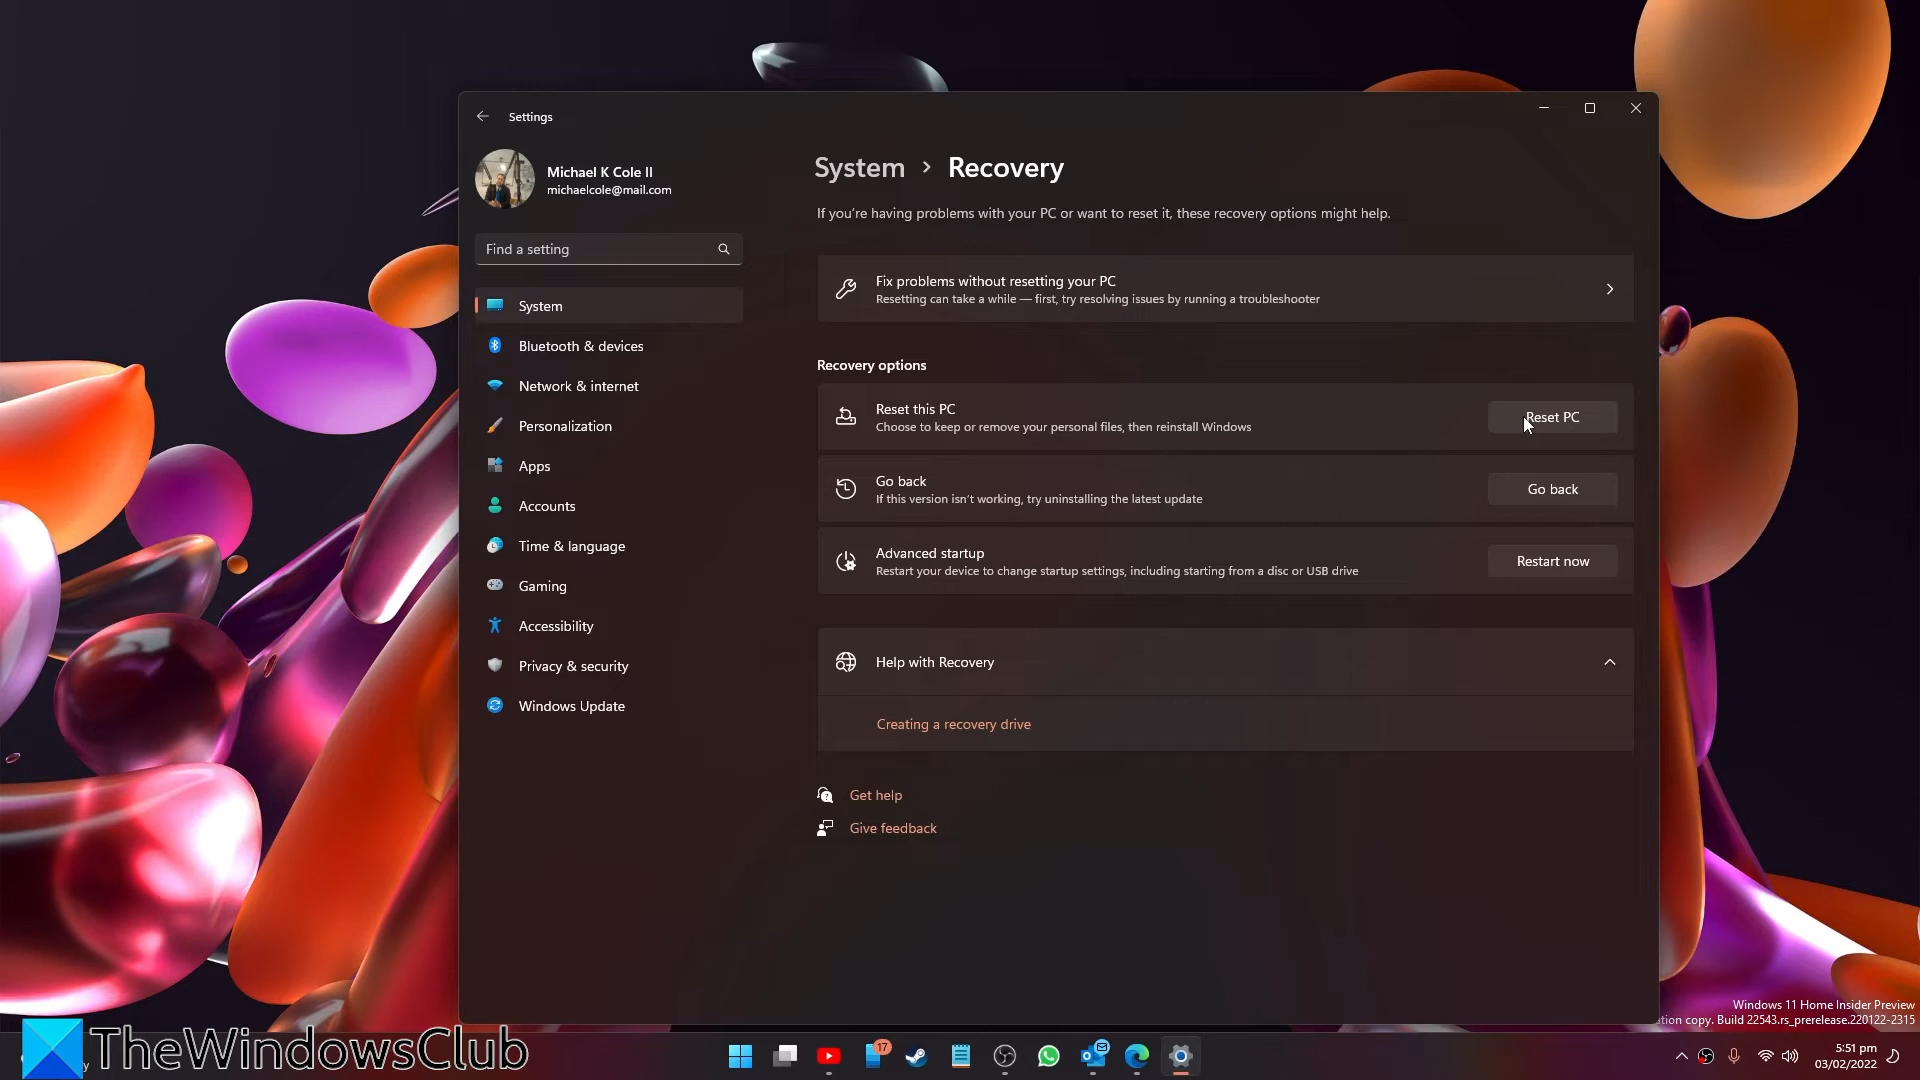 Settings
Michael K Cole II
michaelcole@mail.com
Find a setting
System
Bluetooth & devices
Network & internet
Personalization
Apps
Accounts
Time & language
Gaming
Accessibility
Privacy & security
Windows Update
System > Recovery
If you're having problems with your PC or want to reset it, these recovery options might help.
Fix problems without resetting your PC
Resetting can take a while — first, try resolving issues by running a troubleshooter
Recovery options
Reset this PC
Choose to keep or remove your personal files, then reinstall Windows
Reset PC
Go back
If this version isn't working, try uninstalling the latest update
Go back
Advanced startup
Restart your device to change startup settings, including starting from a disc or USB drive
Restart now
Help with Recovery
Creating a recovery drive
Get help
Give feedback
Windows 11 Home Insider Preview
ation copy. Build 22543.rs_prerelease.220122-2315
TheWindowsClub
17
5:51 pm
03/02/2022